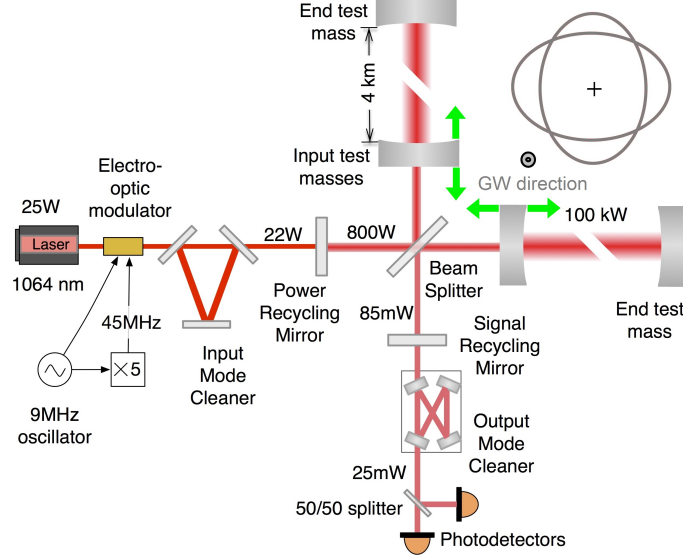 End test
mass
4 km
Input test
masses
GW direction
Electro-
optic
modulator
25W
Laser
1064 nm
22W
800W
100 kW
Beam
Splitter
End test
mass
Power
Recycling
Mirror
45MHz
Input
Mode
Cleaner
×5
9MHz
oscillator
85mW
Signal
Recycling
Mirror
Output
Mode
Cleaner
25mW
50/50 splitter
Photodetectors